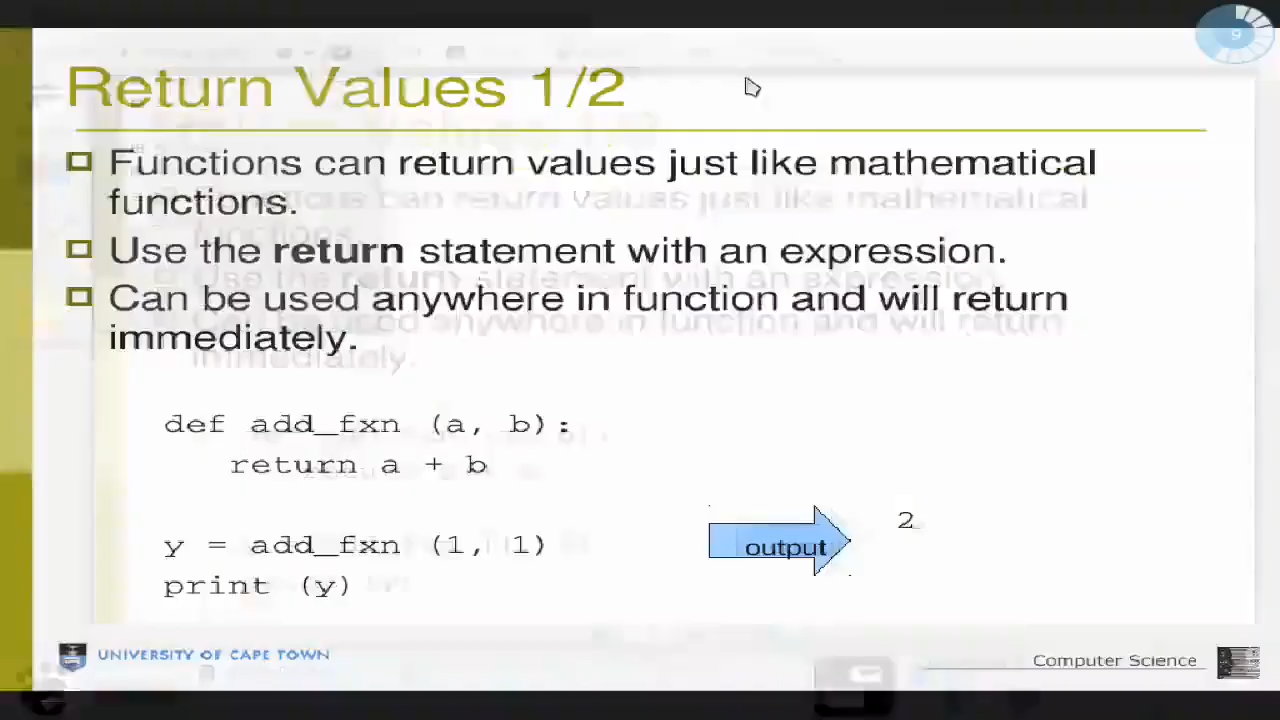 9
Return Values 1/2
Functions can return values just like mathematical
functions.
Use the return statement with an expression.
Can be used anywhere in function and will return
immediately.
def add_fxn (a, b):
return a + b
y = add_fxn (1, 1)
print (y)
output
2
UNIVERSITY OF CAPE TOWN
Computer Science